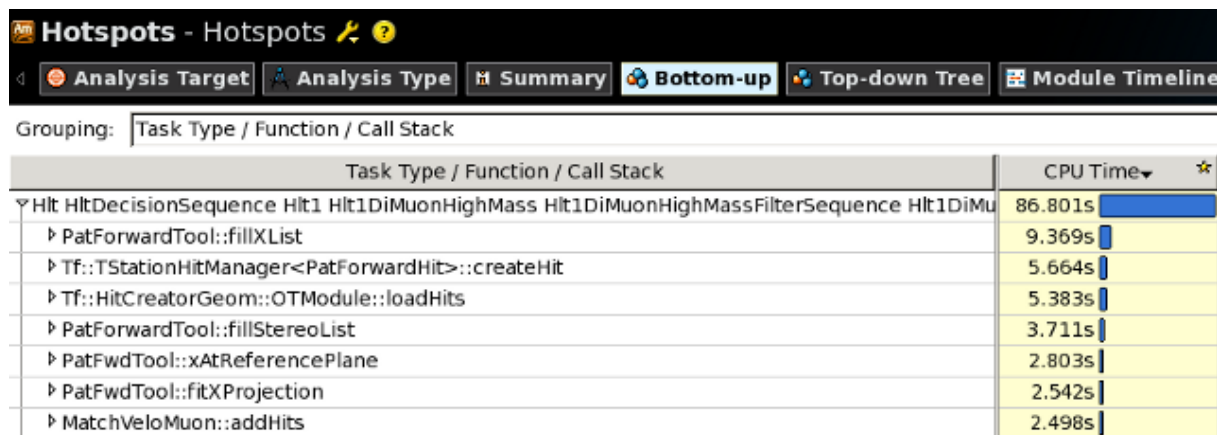 Am Hotspots - Hotspots ?
Analysis Target Analysis Type Summary Bottom-up Top-down Tree Module Timeline
Grouping: Task Type / Function / Call Stack
Task Type / Function / Call Stack CPU Time
Hlt HltDecisionSequence Hlt1 Hlt1DiMuonHighMass Hlt1DiMuonHighMassFilterSequence Hlt1DiMu 86.801s
PatForwardTool::fillXList 9.369s
Tf::TStationHitManager<PatForwardHit>::createHit 5.664s
Tf::HitCreatorGeom::OTModule::loadHits 5.383s
PatForwardTool::fillStereoList 3.711s
PatFwdTool::xAtReferencePlane 2.803s
PatFwdTool::fitXProjection 2.542s
MatchVeloMuon::addHits 2.498s